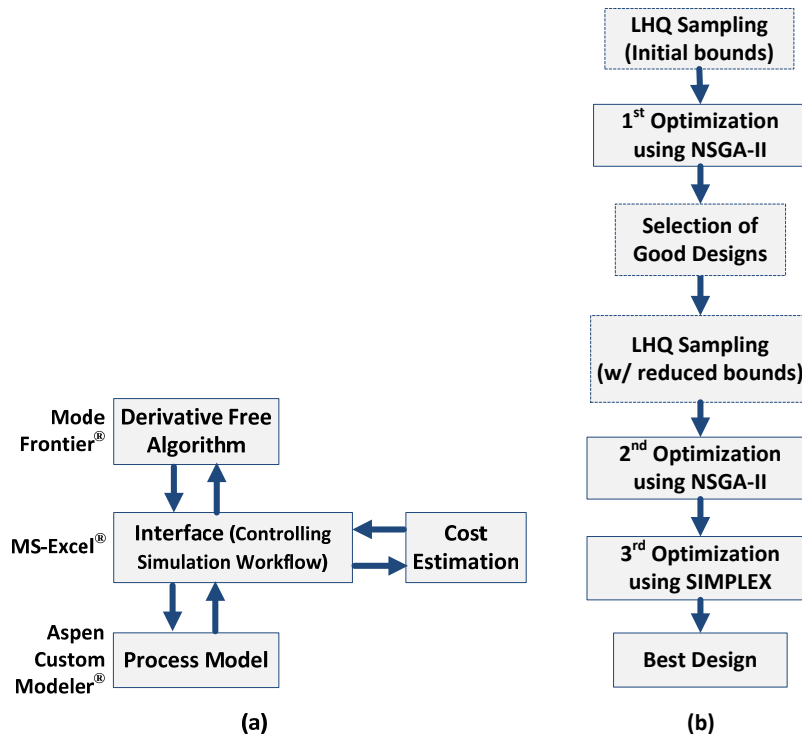 Mode
Frontier®
Derivative Free
Algorithm
MS-Excel®
Interface (Controlling
Simulation Workflow)
Cost
Estimation
Aspen
Custom
Modeler®
Process Model
(a)
LHQ Sampling
(Initial bounds)
1st Optimization
using NSGA-II
Selection of
Good Designs
LHQ Sampling
(w/ reduced bounds)
2nd Optimization
using NSGA-II
3rd Optimization
using SIMPLEX
Best Design
(b)